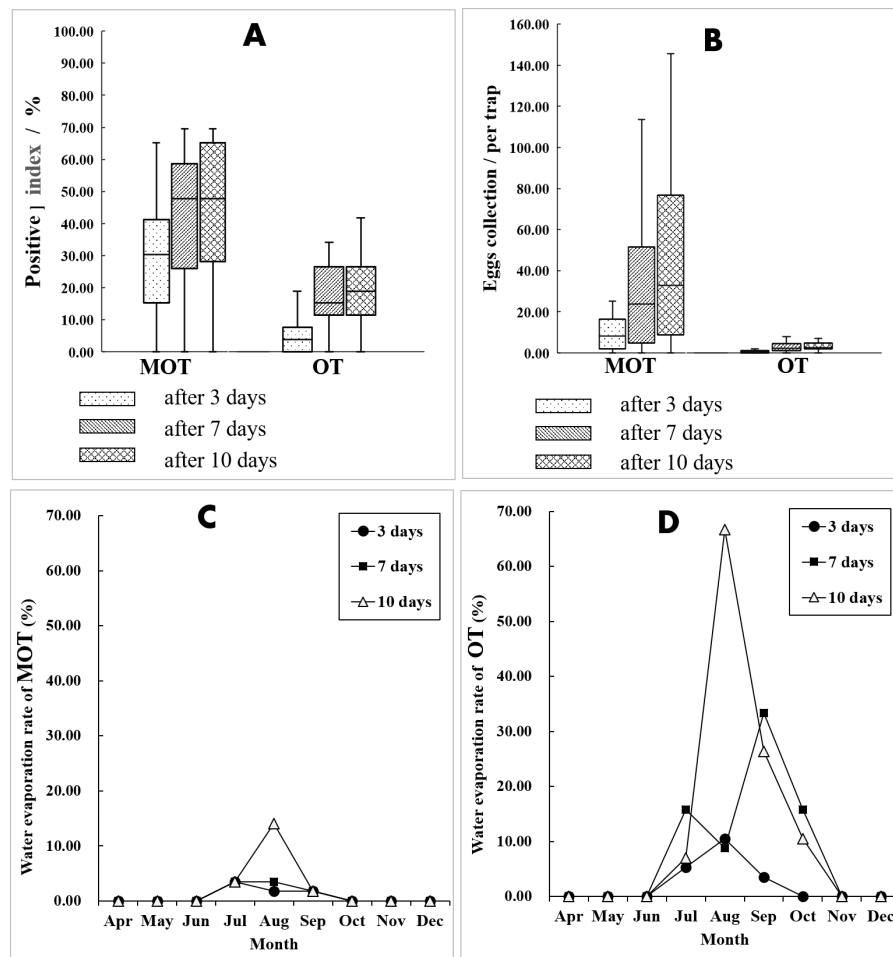 A
Positive index / %
100.00
90.00
80.00
70.00
60.00
50.00
40.00
30.00
20.00
10.00
0.00
MOT
OT
after 3 days
after 7 days
after 10 days
B
Eggs collection / per trap
160.00
140.00
120.00
100.00
80.00
60.00
40.00
20.00
0.00
MOT
OT
after 3 days
after 7 days
after 10 days
C
Water evaporation rate of MOT (%)
70.00
60.00
50.00
40.00
30.00
20.00
10.00
0.00
Apr May Jun Jul Aug Sep Oct Nov Dec
Month
3 days
7 days
10 days
D
Water evaporation rate of OT (%)
70.00
60.00
50.00
40.00
30.00
20.00
10.00
0.00
Apr May Jun Jul Aug Sep Oct Nov Dec
Month
3 days
7 days
10 days